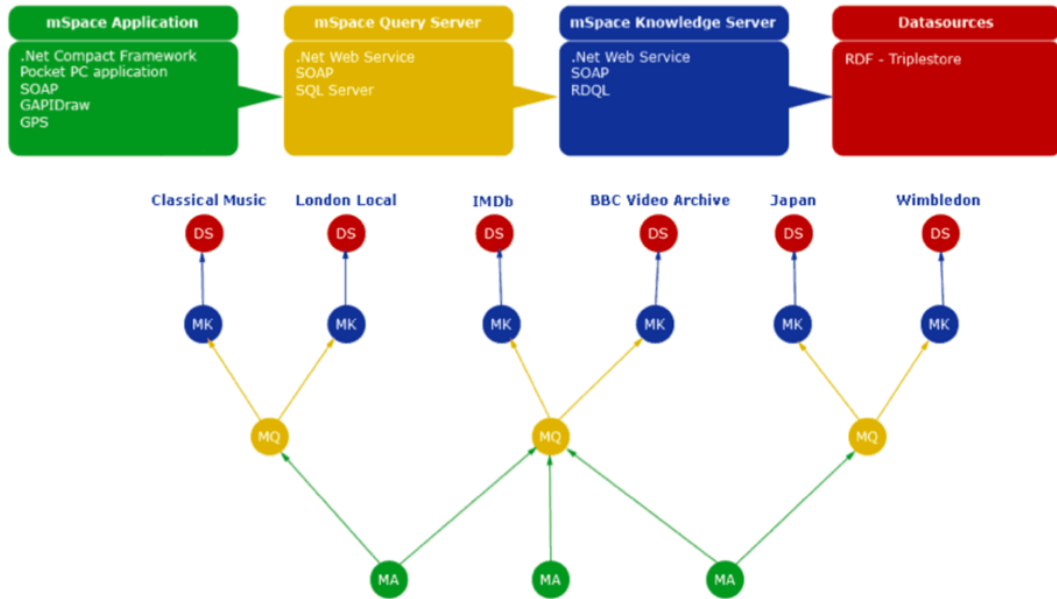 mSpace Application
mSpace Query Server
mSpace Knowledge Server
Datasources
.Net Compact Framework
Pocket PC application
SOAP
GAPIDraw
GPS
.Net Web Service
SOAP
SQL Server
.Net Web Service
SOAP
RDQL
RDF - Triplestore
Classical Music
London Local
IMDb
BBC Video Archive
Japan
Wimbledon
DS
DS
DS
DS
DS
DS
MK
MK
MK
MK
MK
MK
MQ
MQ
MQ
MA
MA
MA